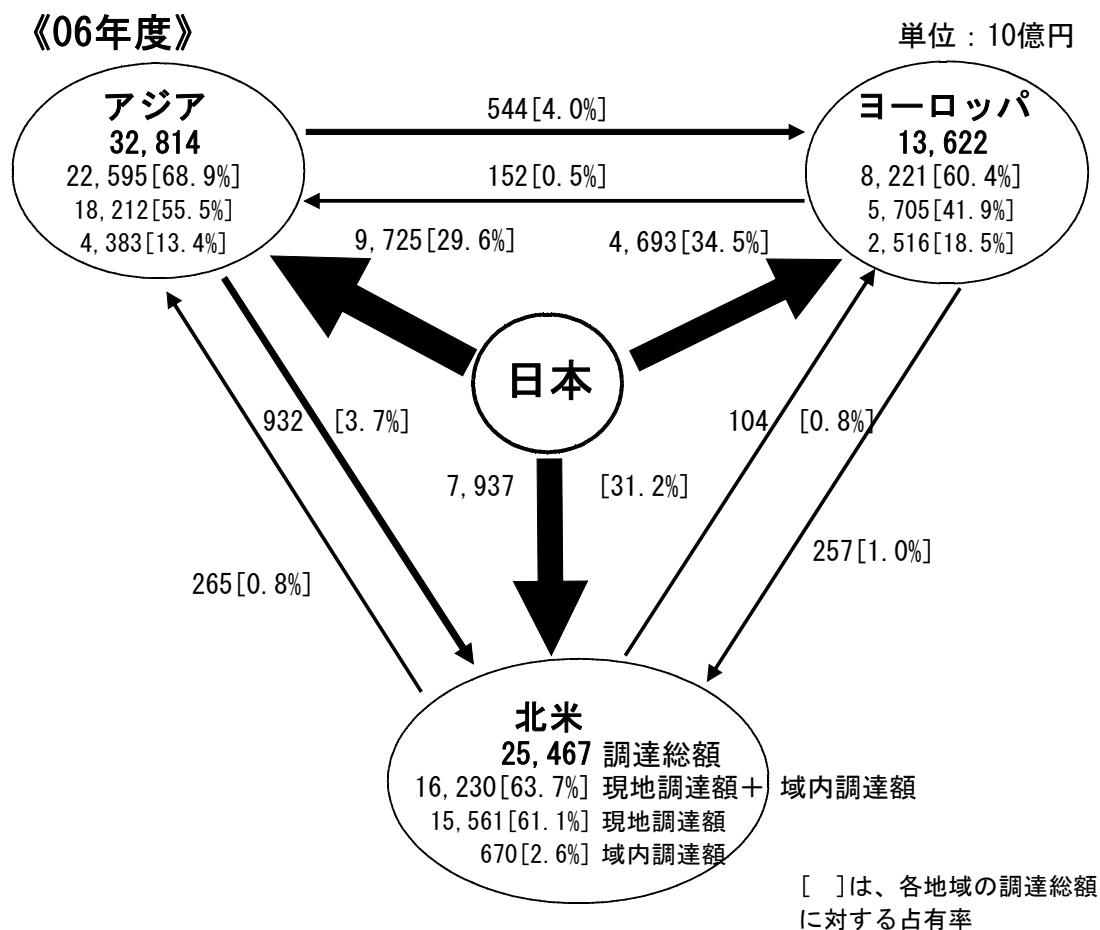 《06年度》
単位：10億円
アジア
32,814
22,595[68.9%]
18,212[55.5%]
4,383[13.4%]
544[4.0%]
152[0.5%]
ヨーロッパ
13,622
8,221[60.4%]
5,705[41.9%]
2,516[18.5%]
9,725[29.6%]
4,693[34.5%]
日本
932 [3.7%]
104 [0.8%]
7,937 [31.2%]
257[1.0%]
265[0.8%]
北米
25,467 調達総額
16,230[63.7%] 現地調達額＋ 域内調達額
15,561[61.1%] 現地調達額
670[2.6%] 域内調達額
[ ]は、各地域の調達総額
に対する占有率